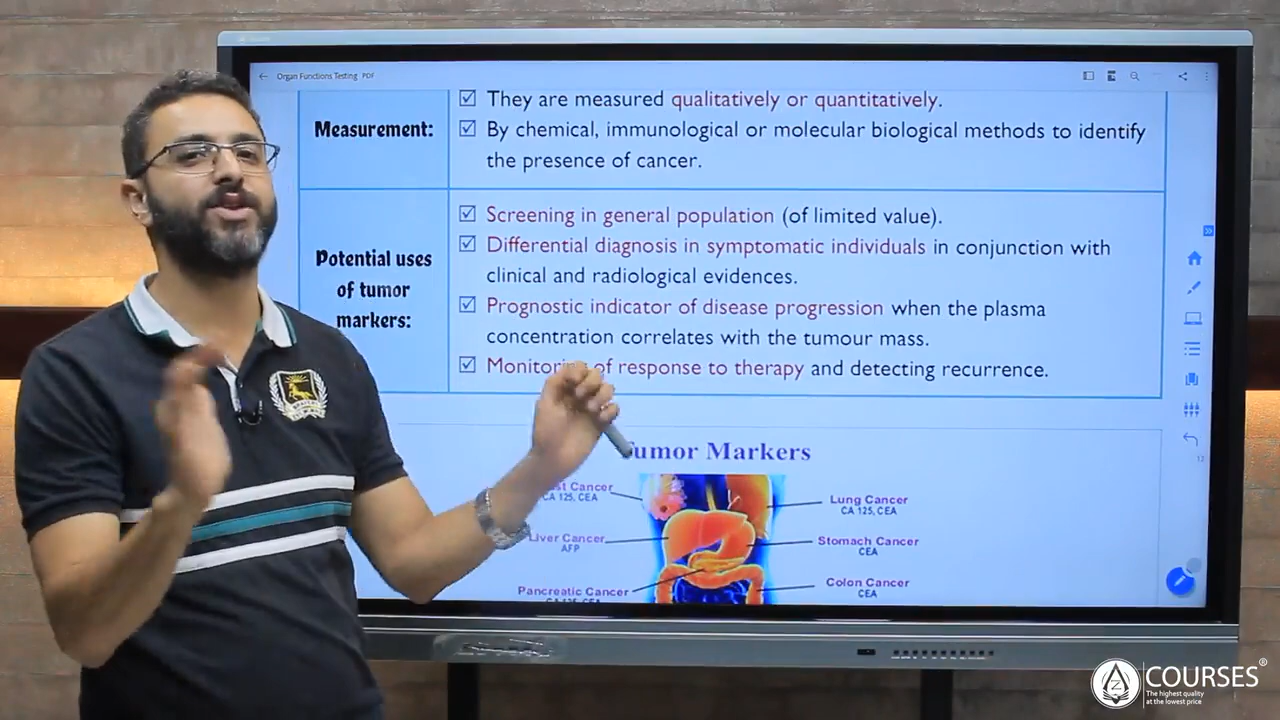 Organ Functions Testing PDF
Measurement:
☑ They are measured qualitatively or quantitatively.
☑ By chemical, immunological or molecular biological methods to identify
the presence of cancer.
Potential uses
of tumor
markers:
☑ Screening in general population (of limited value).
☑ Differential diagnosis in symptomatic individuals in conjunction with
clinical and radiological evidences.
☑ Prognostic indicator of disease progression when the plasma
concentration correlates with the tumour mass.
☑ Monitoring of response to therapy and detecting recurrence.
Tumor Markers
Cancer
CA 125, CEA
Liver Cancer
AFP
Pancreatic Cancer
Lung Cancer
CA 125, CEA
Stomach Cancer
CEA
Colon Cancer
CEA
12
COURSES®
The highest quality
at the lowest price